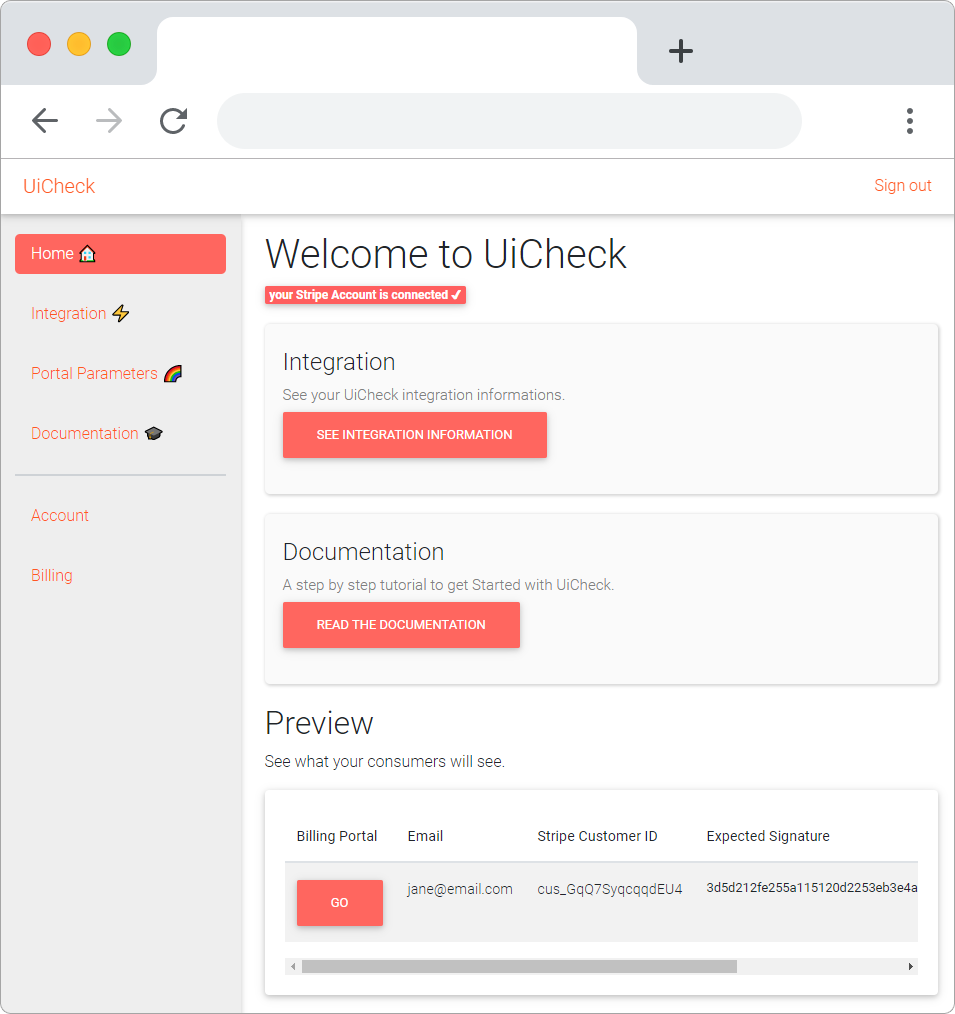 UiCheck
Sign out
Home 🏠
Integration ⚡
Portal Parameters 🌈
Documentation 🎓
Account
Billing
Welcome to UiCheck
your Stripe Account is connected ✔
Integration
See your UiCheck integration informations.
SEE INTEGRATION INFORMATION
Documentation
A step by step tutorial to get Started with UiCheck.
READ THE DOCUMENTATION
Preview
See what your consumers will see.
Billing Portal Email Stripe Customer ID Expected Signature
GO jane@email.com cus_GqQ7SyqcqqdEU4 3d5d212fe255a115120d2253eb3e4a